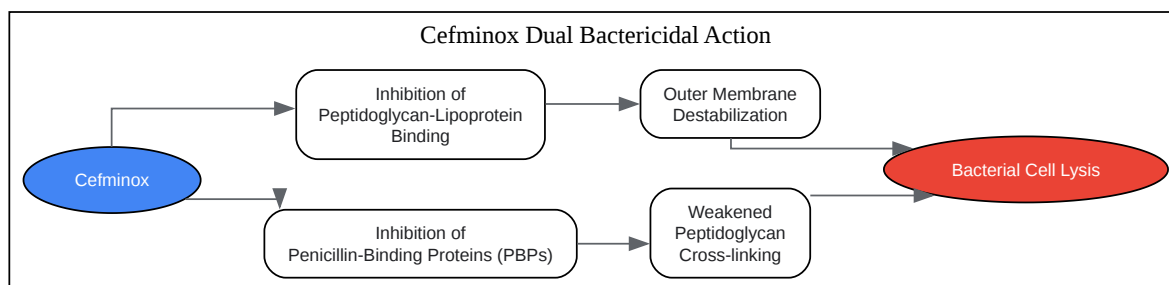 Cefminox Dual Bactericidal Action
Inhibition of
Peptidoglycan-Lipoprotein
Binding
Outer Membrane
Destabilization
Cefminox
Bacterial Cell Lysis
Inhibition of
Penicillin-Binding Proteins (PBPs)
Weakened
Peptidoglycan
Cross-linking